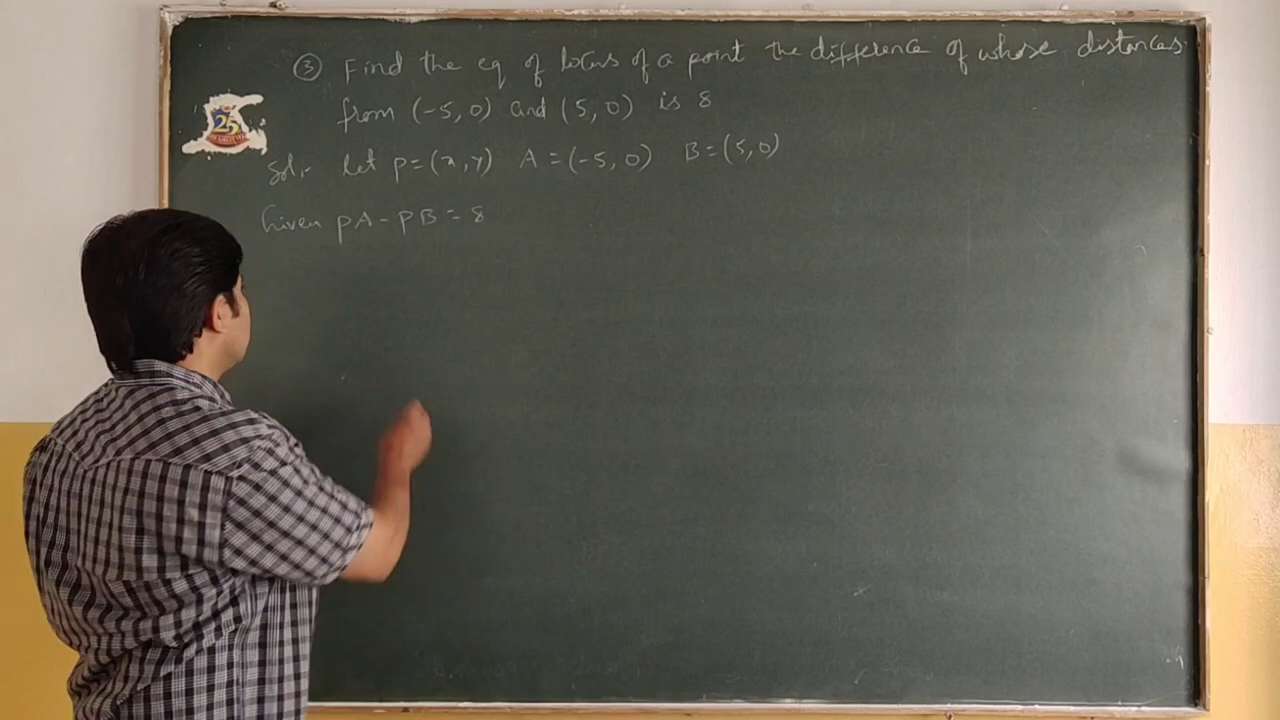 ③ Find the eq of locus of a point the difference of whose distances
from (-5, 0) and (5, 0) is 8
Sol:- let P=(x, y) A=(-5, 0) B=(5, 0)
Given PA-PB=8
25